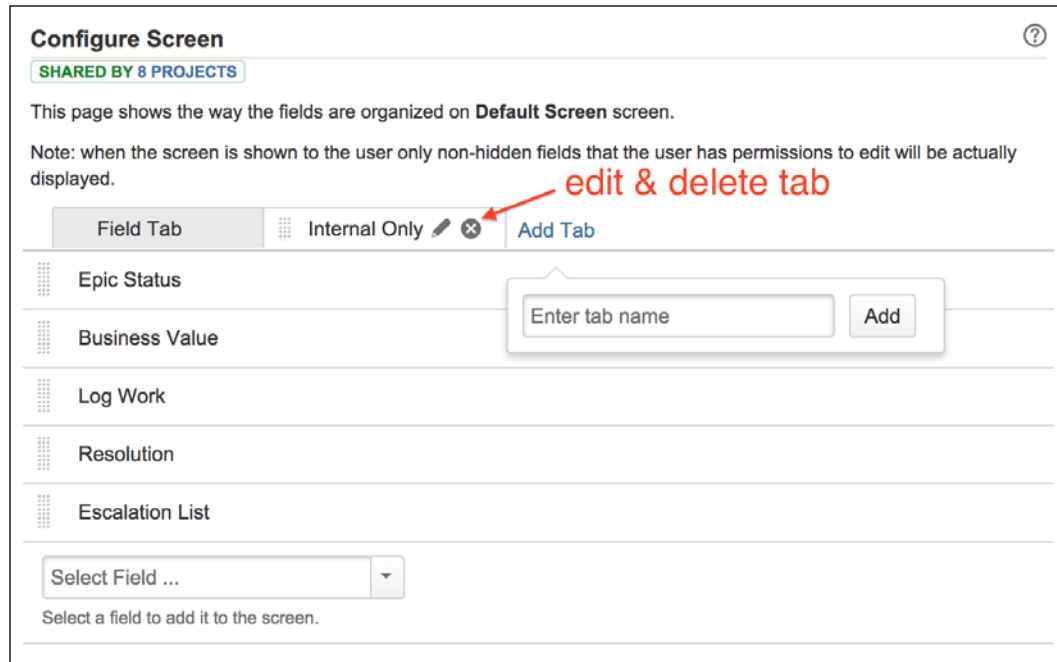 Configure Screen
SHARED BY 8 PROJECTS
This page shows the way the fields are organized on Default Screen screen.
Note: when the screen is shown to the user only non-hidden fields that the user has permissions to edit will be actually
displayed.
edit & delete tab
Field Tab
Internal Only
Add Tab
Epic Status
Enter tab name
Add
Business Value
Log Work
Resolution
Escalation List
Select Field ...
Select a field to add it to the screen.